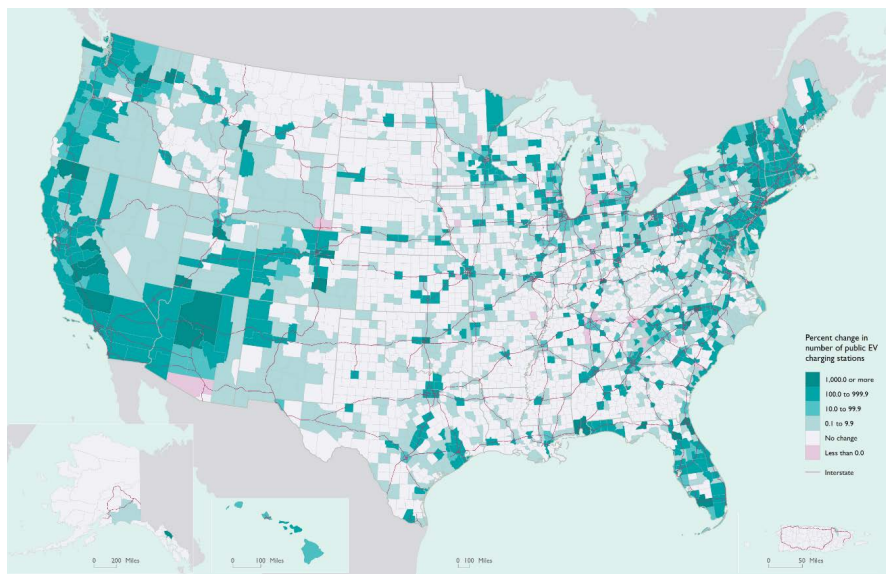 Percent change in
number of public EV
charging stations
1,000.0 or more
100.0 to 999.9
10.0 to 99.9
0.1 to 9.9
No change
Less than 0.0
Interstate
0 200 Miles
0 100 Miles
0 100 Miles
0 50 Miles